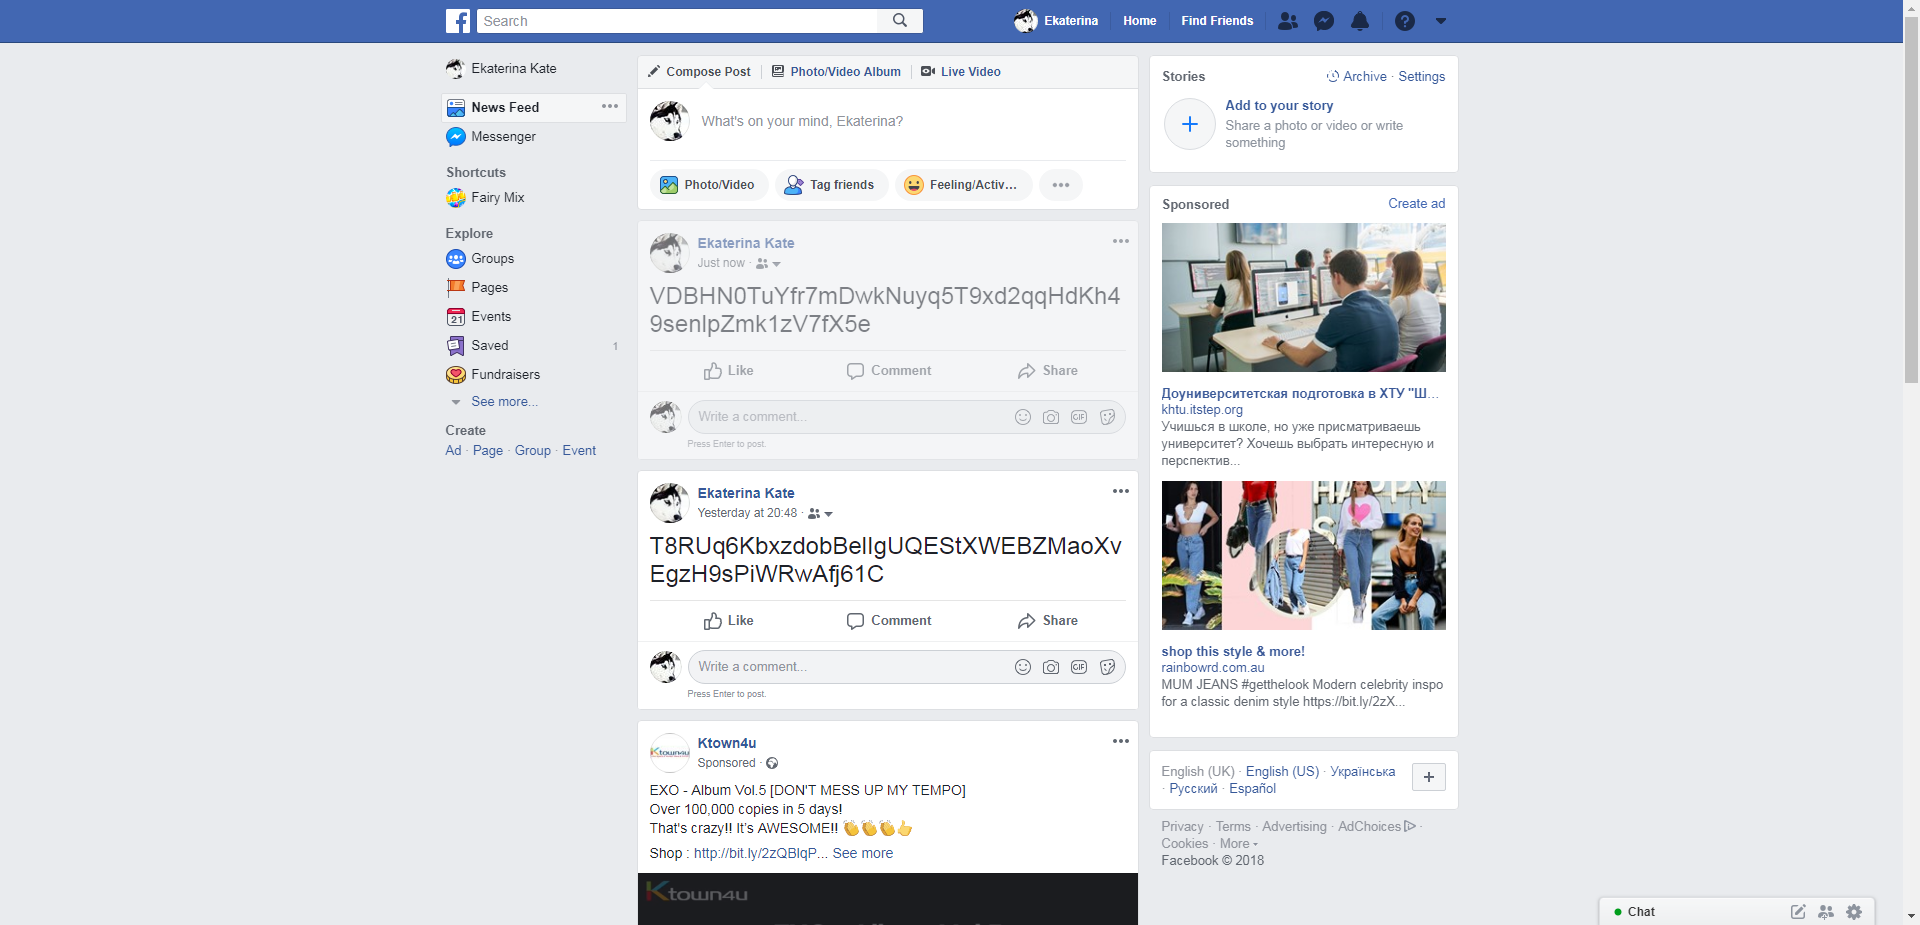 Search
Ekaterina
Home
Find Friends
Ekaterina Kate
News Feed
Messenger
Shortcuts
Fairy Mix
Explore
Groups
Pages
21
Events
Saved 1
Fundraisers
See more...
Create
Ad · Page · Group · Event
Compose Post
Photo/Video Album
Live Video
What's on your mind, Ekaterina?
Photo/Video
Tag friends
Feeling/Activ...
Ekaterina Kate
Just now ·
VDBHN0TuYfr7mDwkNuyq5T9xd2qqHdKh4
9senlpZmk1zV7fX5e
Like
Comment
Share
Write a comment...
GIF
Press Enter to post.
Ekaterina Kate
Yesterday at 20:48 ·
T8RUq6KbxzdobBellgUQEStXWEBZMaoXv
EgzH9sPiWRwAfj61C
Like
Comment
Share
Write a comment...
GIF
Press Enter to post.
Ktown4u
Ktown4u
Sponsored ·
EXO - Album Vol.5 [DON'T MESS UP MY TEMPO]
Over 100,000 copies in 5 days!
That's crazy!! It's AWESOME!! 👏👏👏👍
Shop : http://bit.ly/2zQBlqP... See more
Ktown4u
Stories
Archive · Settings
Add to your story
Share a photo or video or write
something
Sponsored
Create ad
Доуниверситетская подготовка в ХТУ "Ш...
khtu.itstep.org
Учишься в школе, но уже присматриваешь
университет? Хочешь выбрать интересную и
перспектив...
HAPPY
shop this style & more!
rainbowrd.com.au
MUM JEANS #getthelook Modern celebrity inspo
for a classic denim style https://bit.ly/2zX...
English (UK) · English (US) · Українська
· Русский · Español
Privacy · Terms · Advertising · AdChoices ·
Cookies · More
Facebook © 2018
Chat